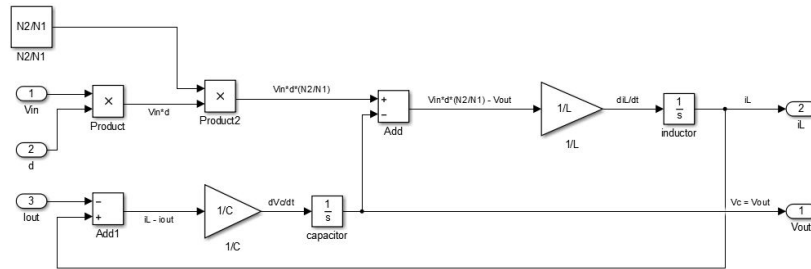 N2/N1
N2/N1
1
Vin
×
Product
Vin*d
×
Product2
Vin*d*(N2/N1)
2
d
+
−
Add
Vin*d*(N2/N1) - Vout
1/L
1/L
diL/dt
1
s
inductor
iL
2
iL
3
Iout
−
+
Add1
iL - iout
1/C
1/C
dVc/dt
1
s
capacitor
Vc = Vout
1
Vout